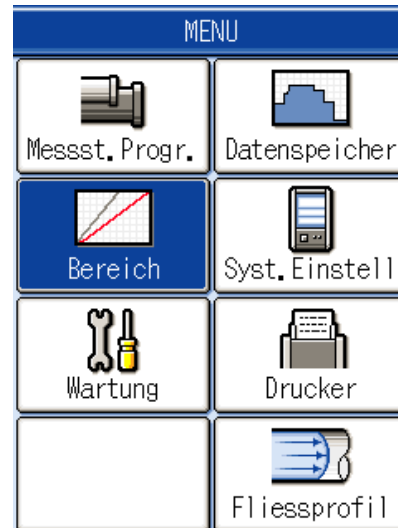 MENU
Messst.Progr.
Datenspeicher
Bereich
Syst.Einstell
Wartung
Drucker
Fliessprofil